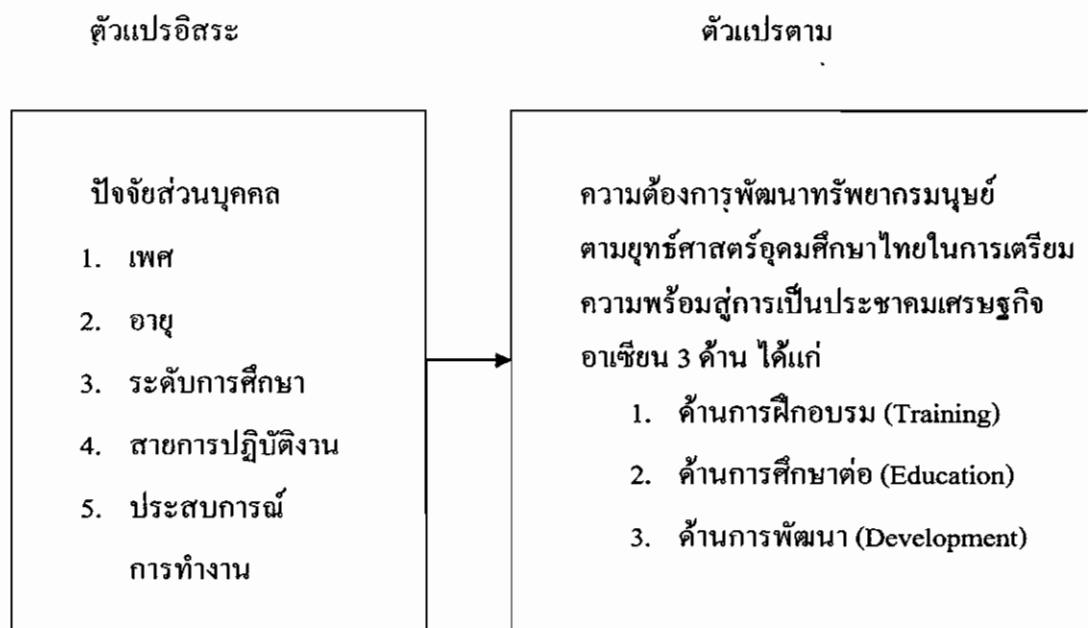 ตัวแปรอิสระ
ตัวแปรตาม
ปัจจัยส่วนบุคคล
1. เพศ
2. อายุ
3. ระดับการศึกษา
4. สายการปฏิบัติงาน
5. ประสบการณ์
การทำงาน
ความต้องการพัฒนาทรัพยากรมนุษย์
ตามยุทธ์ศาสตร์อุดมศึกษาไทยในการเตรียม
ความพร้อมสู่การเป็นประชาคมเศรษฐกิจ
อาเซียน 3 ด้าน ได้แก่
1. ด้านการฝึกอบรม (Training)
2. ด้านการศึกษาต่อ (Education)
3. ด้านการพัฒนา (Development)